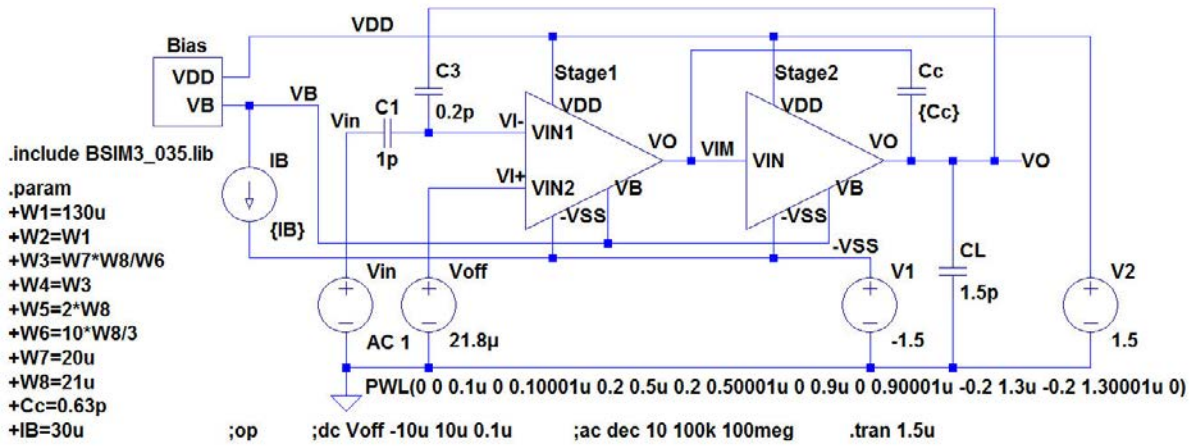 VDD
Bias
VDD
VB
VB
C3
0.2p
Stage1
VDD
Stage2
VDD
Cc
{Cc}
Vin
C1
1p
VI-
VIN1
VI+
VIN2
VO
VIM
VIN
VO
VO
VB
VB
-VSS
-VSS
-VSS
IB
{IB}
CL
1.5p
Vin
AC 1
Voff
21.8µ
V1
-1.5
V2
1.5
.include BSIM3_035.lib
.param
+W1=130u
+W2=W1
+W3=W7*W8/W6
+W4=W3
+W5=2*W8
+W6=10*W8/3
+W7=20u
+W8=21u
+Cc=0.63p
+IB=30u
PWL(0 0 0.1u 0 0.10001u 0.2 0.5u 0.2 0.50001u 0 0.9u 0 0.90001u -0.2 1.3u -0.2 1.30001u 0)
;op
;dc Voff -10u 10u 0.1u
;ac dec 10 100k 100meg
.tran 1.5u